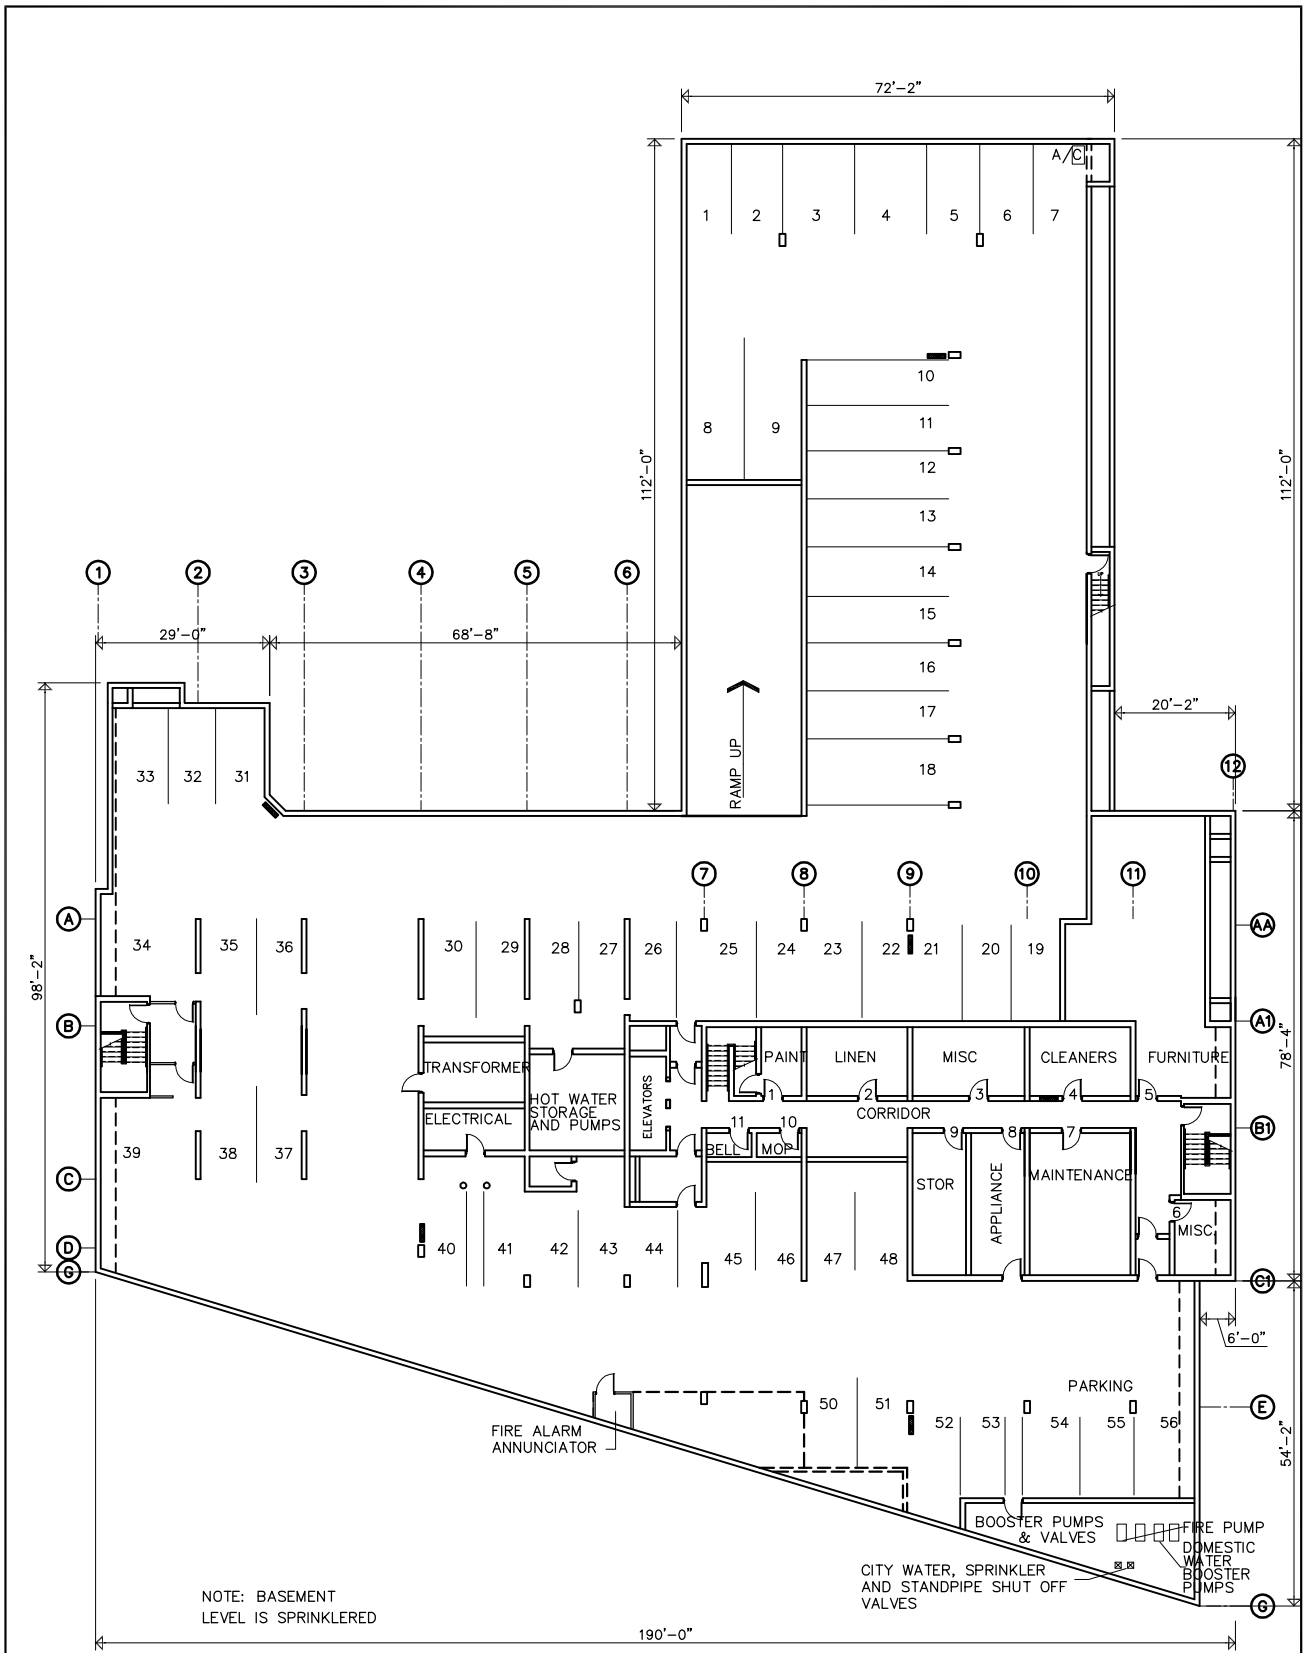 72'-2"
A/C
1 2 3 4 5 6 7
10
11
8 9
12
112'-0"
112'-0"
13
14
1 2 3 4 5 6
15
29'-0"
68'-8"
16
17
20'-2"
RAMP UP
18
12
33 32 31
7 8 9 10 11
A
AA
34 35 36 30 29 28 27 26 25 24 23 22 21 20 19
98'-2"
B
A1
78'-4"
TRANSFORMER
PAINT
LINEN
MISC
CLEANERS
FURNITURE
HOT WATER
STORAGE
AND PUMPS
ELEVATORS
1 2 3 4 5
ELECTRICAL
CORRIDOR
11 10 9 8 7
B1
39 38 37
BELL
MOP
C
STOR
APPLIANCE
MAINTENANCE
6
MISC.
D
G
40 41 42 43 44 45 46 47 48
C1
6'-0"
PARKING
50 51
52 53 54 55 56
E
54'-2"
FIRE ALARM
ANNUNCIATOR
BOOSTER PUMPS
& VALVES
FIRE PUMP
DOMESTIC
WATER
BOOSTER
PUMPS
CITY WATER, SPRINKLER
AND STANDPIPE SHUT OFF
VALVES
NOTE: BASEMENT
LEVEL IS SPRINKLERED
G
190'-0"